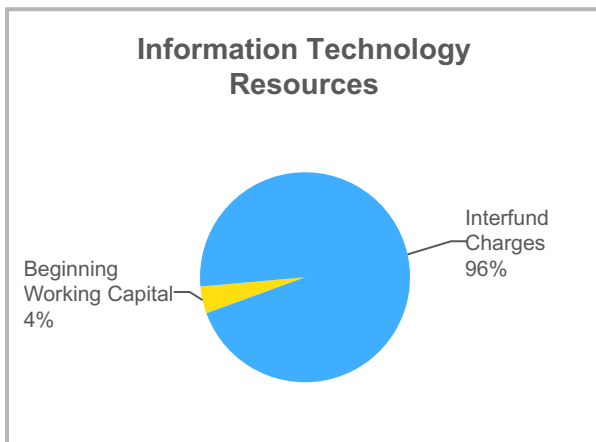 Information Technology
Resources
Interfund
Charges
96%
Beginning
Working Capital
4%